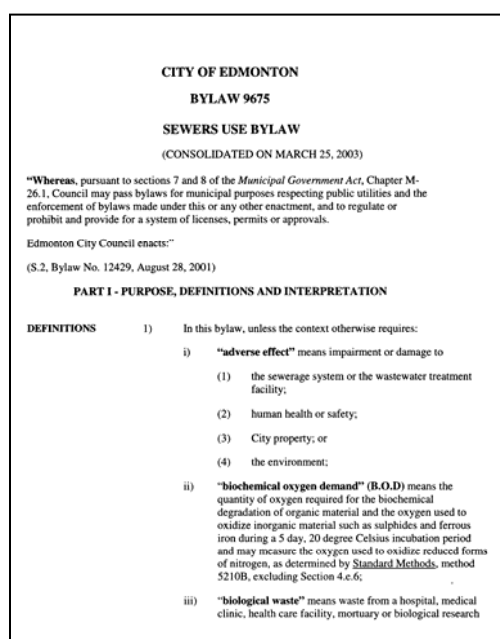 CITY OF EDMONTON
BYLAW 9675
SEWERS USE BYLAW
(CONSOLIDATED ON MARCH 25, 2003)
"Whereas, pursuant to sections 7 and 8 of the Municipal Government Act, Chapter M-
26.1, Council may pass bylaws for municipal purposes respecting public utilities and the
enforcement of bylaws made under this or any other enactment, and to regulate or
prohibit and provide for a system of licenses, permits or approvals.
Edmonton City Council enacts:"
(S.2, Bylaw No. 12429, August 28, 2001)
PART I - PURPOSE, DEFINITIONS AND INTERPRETATION
DEFINITIONS 1) In this bylaw, unless the context otherwise requires:
i) "adverse effect" means impairment or damage to
(1) the sewerage system or the wastewater treatment
facility;
(2) human health or safety;
(3) City property; or
(4) the environment;
ii) "biochemical oxygen demand" (B.O.D) means the
quantity of oxygen required for the biochemical
degradation of organic material and the oxygen used to
oxidize inorganic material such as sulphides and ferrous
iron during a 5 day, 20 degree Celsius incubation period
and may measure the oxygen used to oxidize reduced forms
of nitrogen, as determined by Standard Methods, method
5210B, excluding Section 4.e.6;
iii) "biological waste" means waste from a hospital, medical
clinic, health care facility, mortuary or biological research